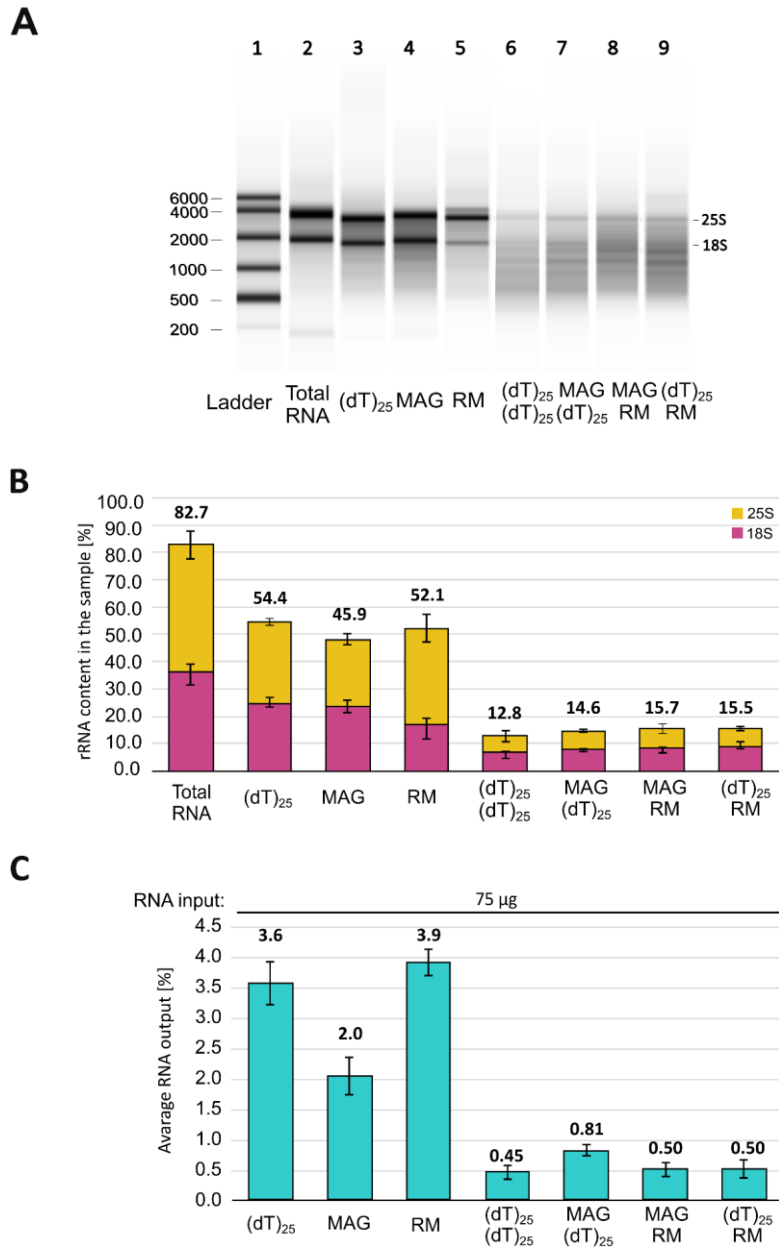 A
1 2 3 4 5 6 7 8 9
6000
4000
2000
1000
500
200
25S
18S
Ladder
Total
RNA
(dT)25
MAG
RM
(dT)25
(dT)25
MAG
(dT)25
MAG
RM
(dT)25
RM
B
rRNA content in the sample [%]
100.0
90.0
80.0
70.0
60.0
50.0
40.0
30.0
20.0
10.0
0.0
25S
18S
82.7
54.4
45.9
52.1
12.8
14.6
15.7
15.5
Total
RNA
(dT)25
MAG
RM
(dT)25
(dT)25
MAG
(dT)25
MAG
RM
(dT)25
RM
C
RNA input:
75 µg
Avarage RNA output [%]
4.5
4.0
3.5
3.0
2.5
2.0
1.5
1.0
0.5
0.0
3.6
2.0
3.9
0.45
0.81
0.50
0.50
(dT)25
MAG
RM
(dT)25
(dT)25
MAG
(dT)25
MAG
RM
(dT)25
RM